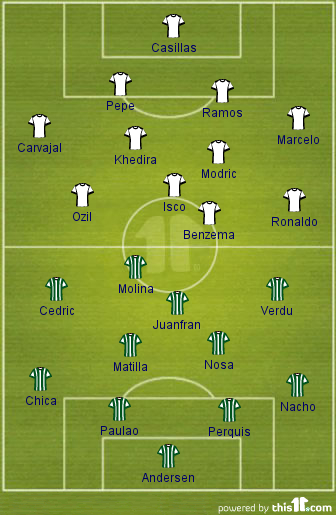 Casillas
Pepe
Ramos
Carvajal
Khedira
Modric
Marcelo
Ozil
Isco
Benzema
Ronaldo
Molina
Cedric
Juanfran
Verdu
Matilla
Nosa
Chica
Paulao
Perquis
Nacho
Andersen
powered by this11.com